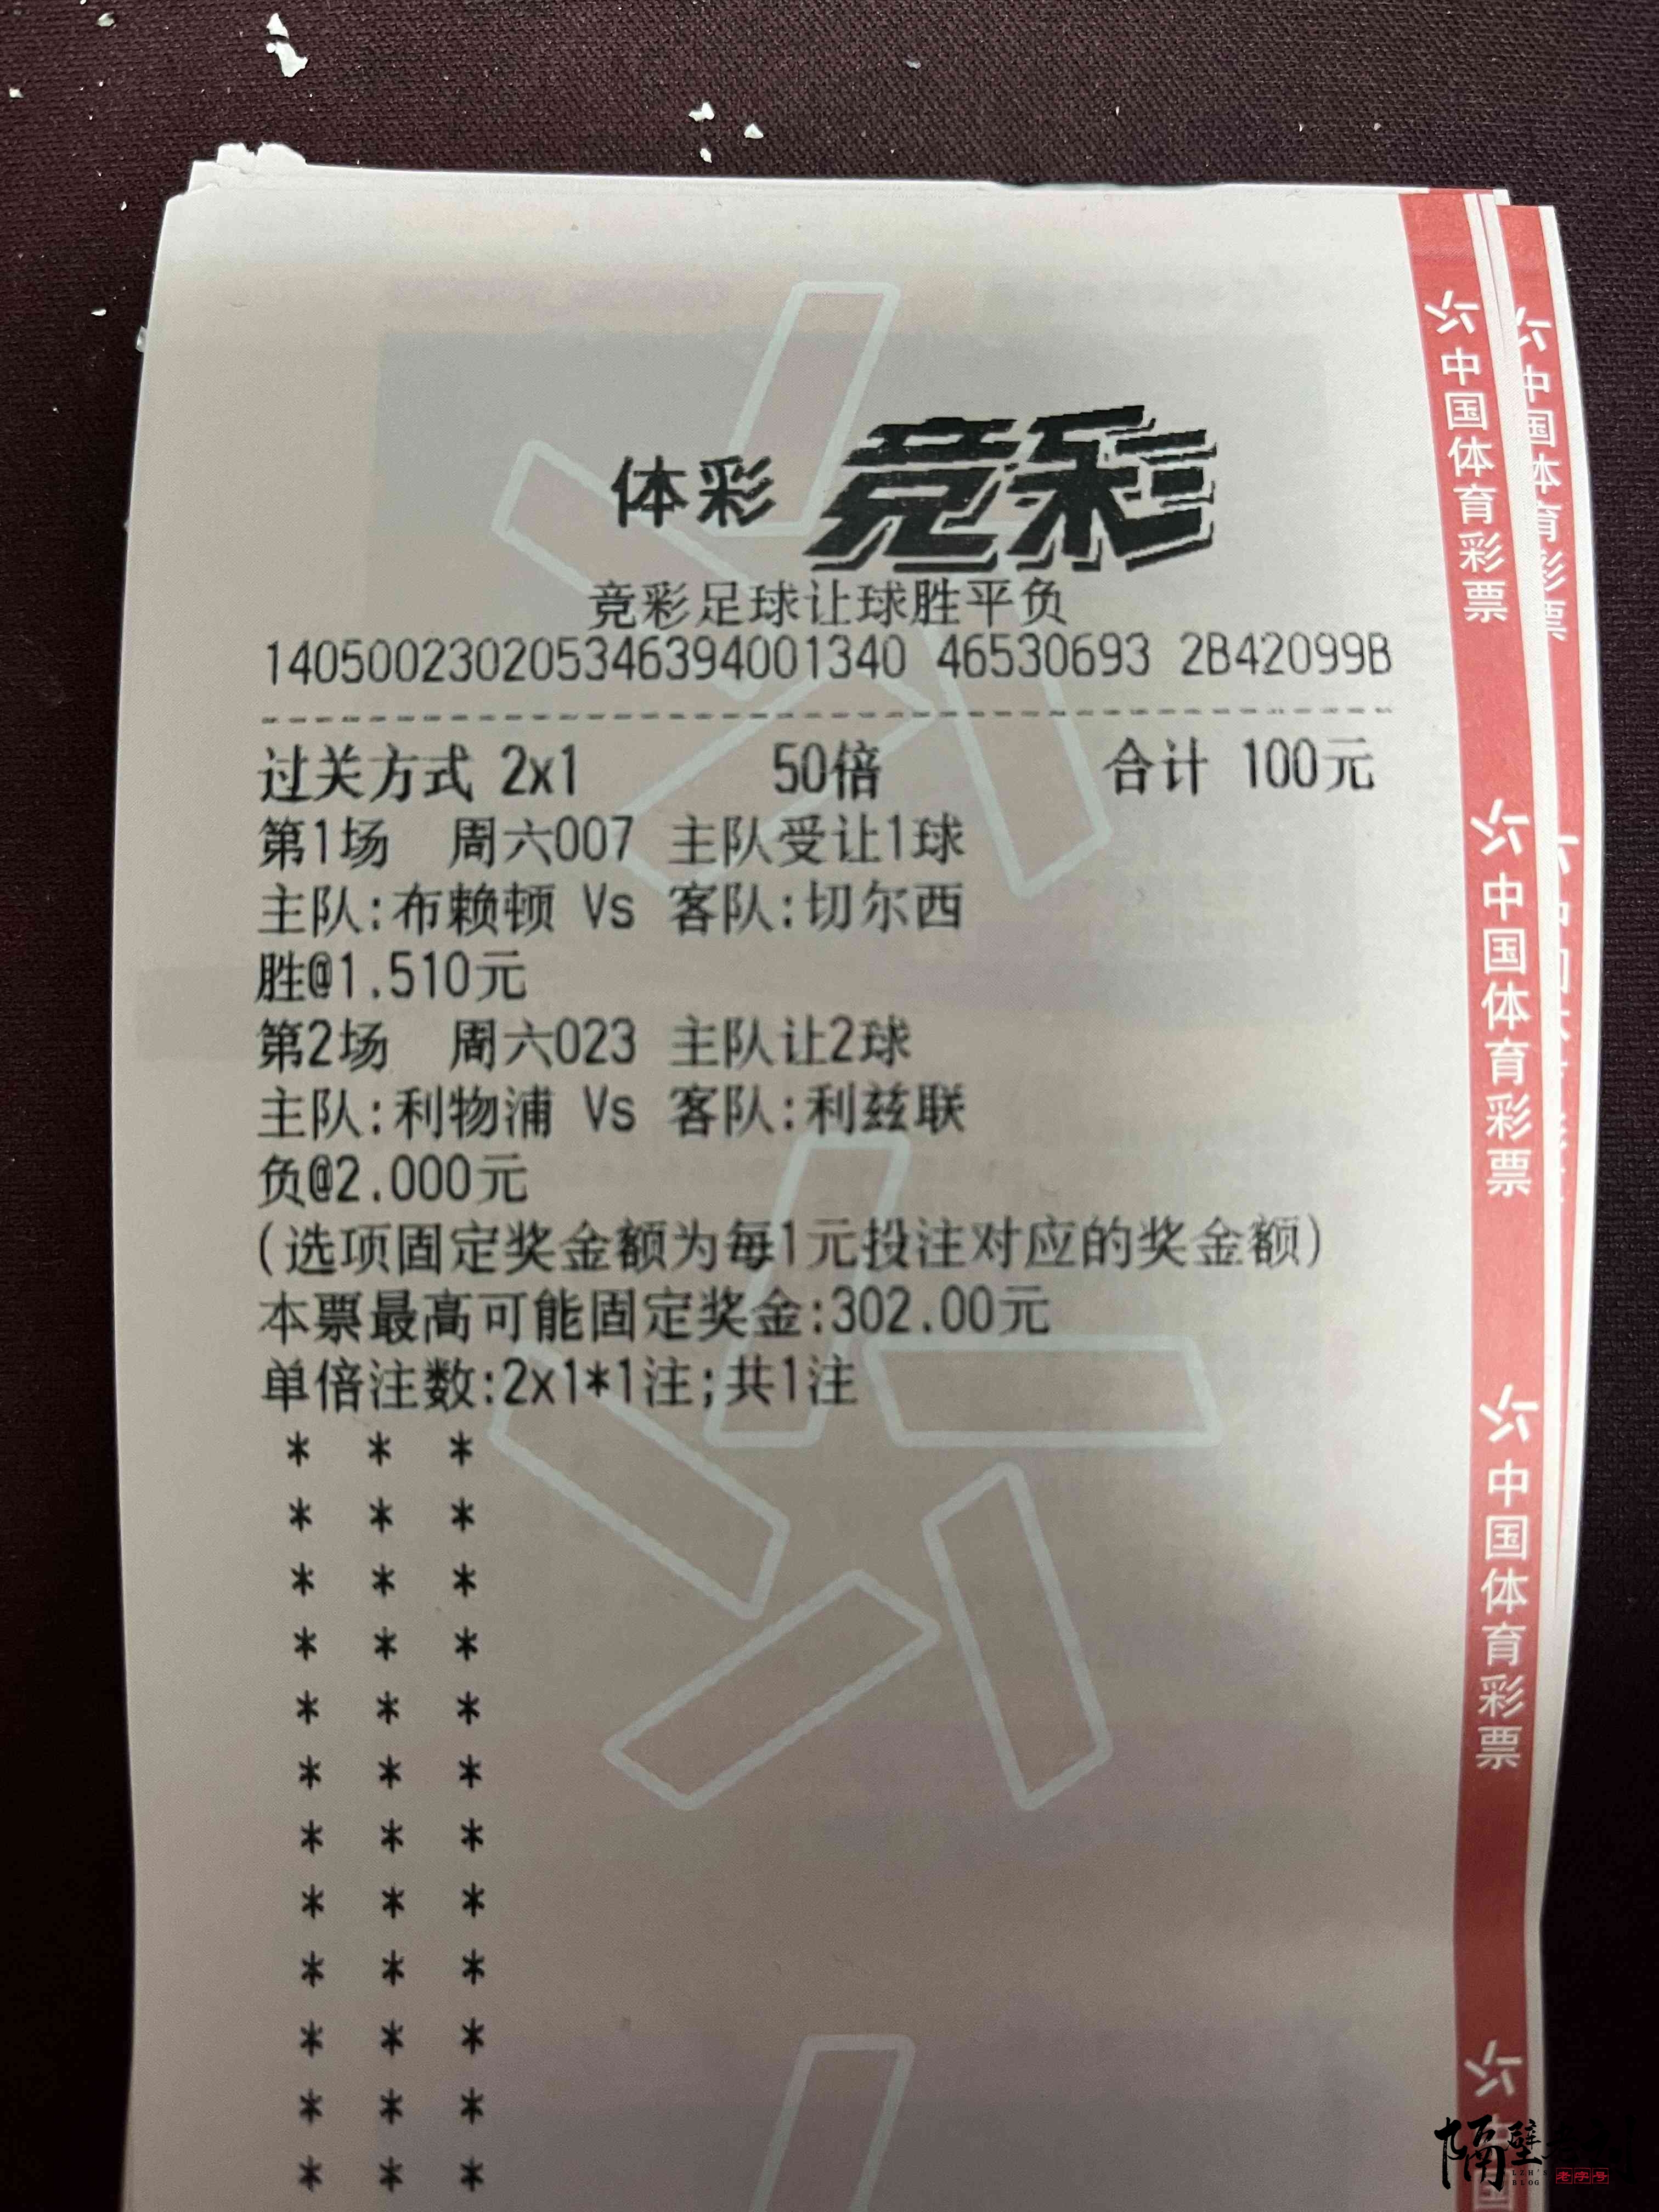 体彩 竞彩
竞彩足球让球胜平负
140500230205346394001340 46530693 2B42099B
过关方式 2x1 50倍 合计 100元
第1场 周六007 主队受让1球
主队:布赖顿 Vs 客队:切尔西
胜@1.510元
第2场 周六023 主队让2球
主队:利物浦 Vs 客队:利兹联
负@2.000元
(选项固定奖金额为每1元投注对应的奖金额)
本票最高可能固定奖金:302.00元
单倍注数:2x1*1注;共1注
* * *
* * *
* * *
* * *
* * *
* * *
* * *
* * *
* * *
* * *
* * *
* * *
中国体育彩票
中国体育彩票
中国体育彩票
中国体育彩票
隔壁
LZH'S
BLOG
老字号